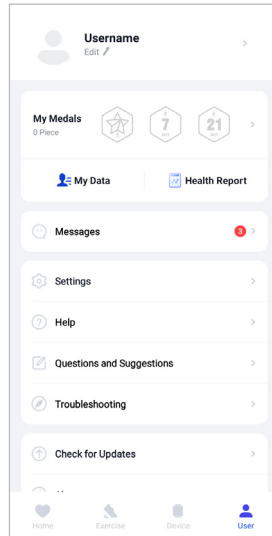 Username
Edit
My Medals
0 Piece
7
21
My Data
Health Report
Messages
3
Settings
Help
Questions and Suggestions
Troubleshooting
Check for Updates
Home
Exercise
Device
User